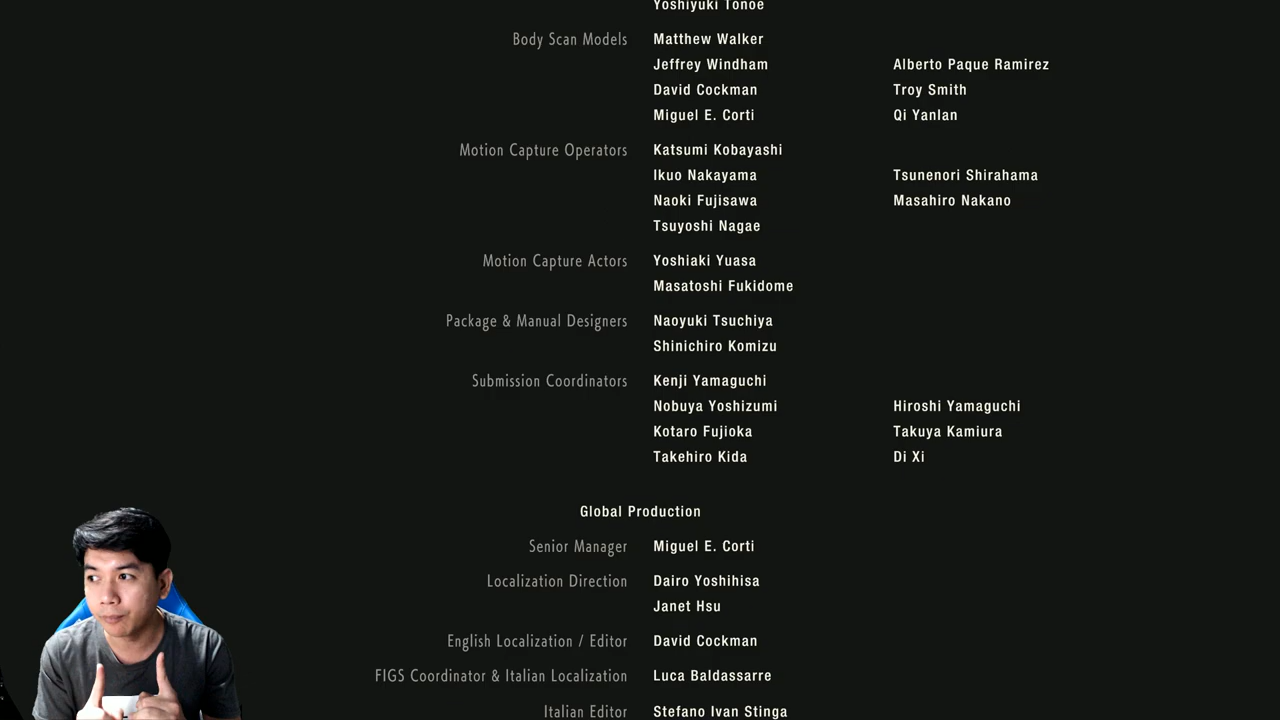 Yoshiyuki Tonoe
Body Scan Models Matthew Walker
Jeffrey Windham Alberto Paque Ramirez
David Cockman Troy Smith
Miguel E. Corti Qi Yanlan
Motion Capture Operators Katsumi Kobayashi
Ikuo Nakayama Tsunenori Shirahama
Naoki Fujisawa Masahiro Nakano
Tsuyoshi Nagae
Motion Capture Actors Yoshiaki Yuasa
Masatoshi Fukidome
Package & Manual Designers Naoyuki Tsuchiya
Shinichiro Komizu
Submission Coordinators Kenji Yamaguchi
Nobuya Yoshizumi Hiroshi Yamaguchi
Kotaro Fujioka Takuya Kamiura
Takehiro Kida Di Xi
Global Production
Senior Manager Miguel E. Corti
Localization Direction Dairo Yoshihisa
Janet Hsu
English Localization / Editor David Cockman
FIGS Coordinator & Italian Localization Luca Baldassarre
Italian Editor Stefano Ivan Stinga